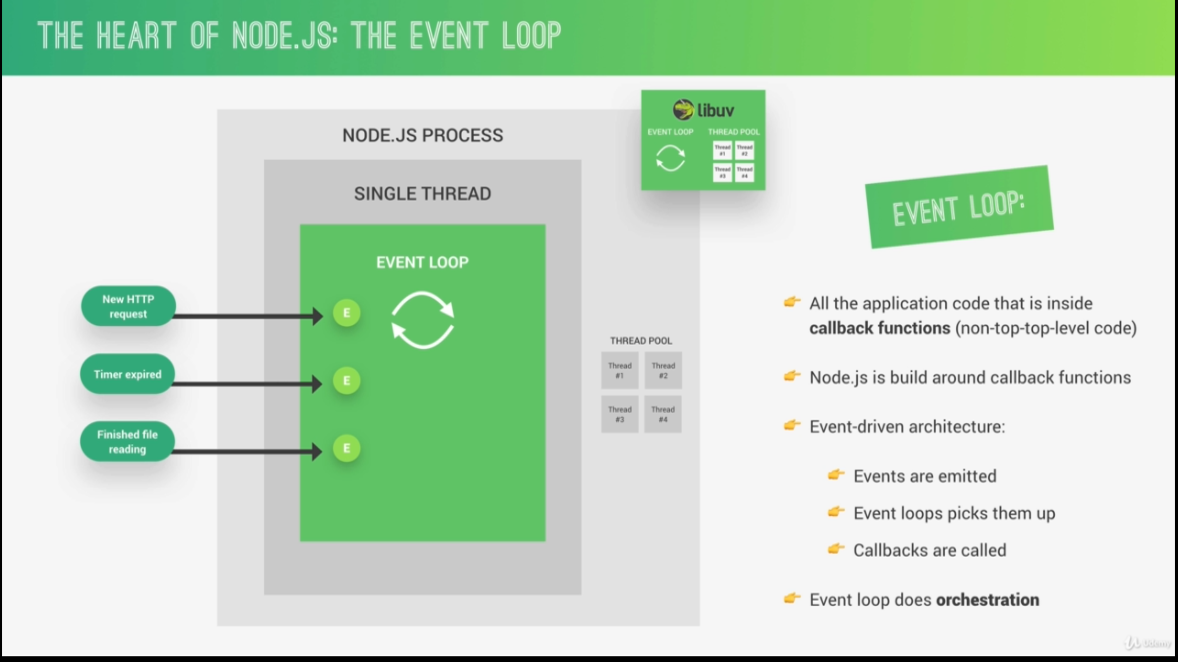 THE HEART OF NODE.JS: THE EVENT LOOP
libuv
EVENT LOOP
THREAD POOL
Thread
#1
Thread
#2
Thread
#3
Thread
#4
NODE.JS PROCESS
SINGLE THREAD
EVENT LOOP
New HTTP
request
E
Timer expired
E
Finished file
reading
E
THREAD POOL
Thread
#1
Thread
#2
Thread
#3
Thread
#4
EVENT LOOP:
All the application code that is inside
callback functions (non-top-top-level code)
Node.js is build around callback functions
Event-driven architecture:
Events are emitted
Event loops picks them up
Callbacks are called
Event loop does orchestration
Udemy